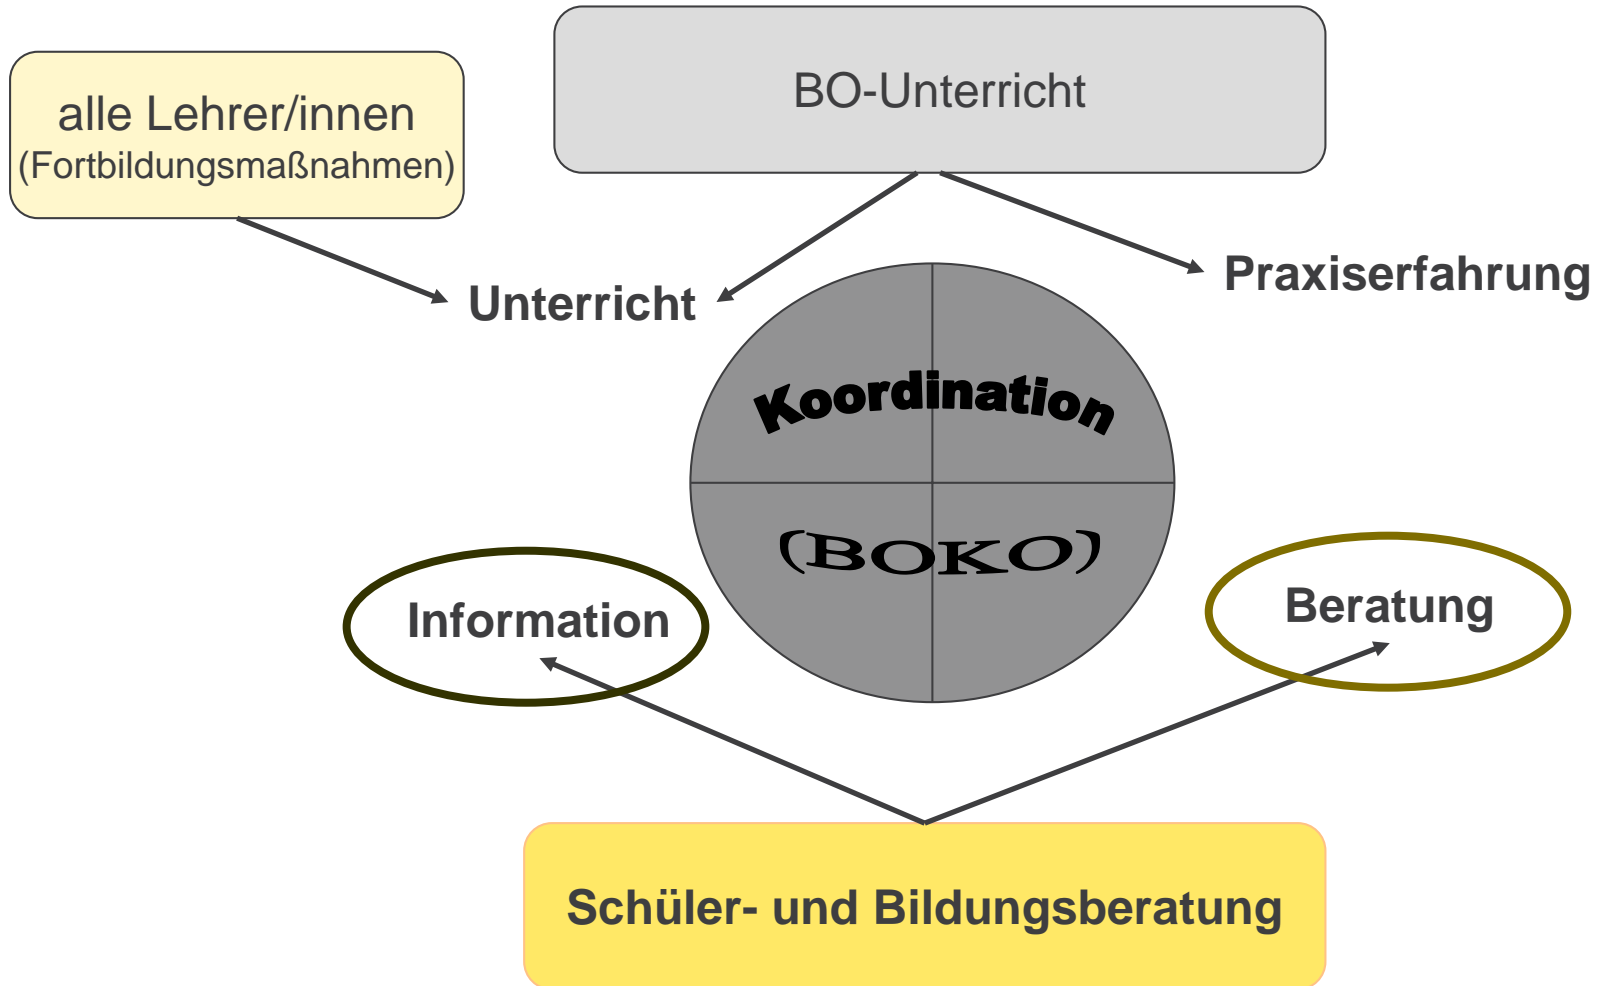 BO-Unterricht
alle Lehrer/innen
(Fortbildungsmaßnahmen)
Praxiserfahrung
Unterricht
Koordination
(BOKO)
Information
Beratung
Schüler- und Bildungsberatung